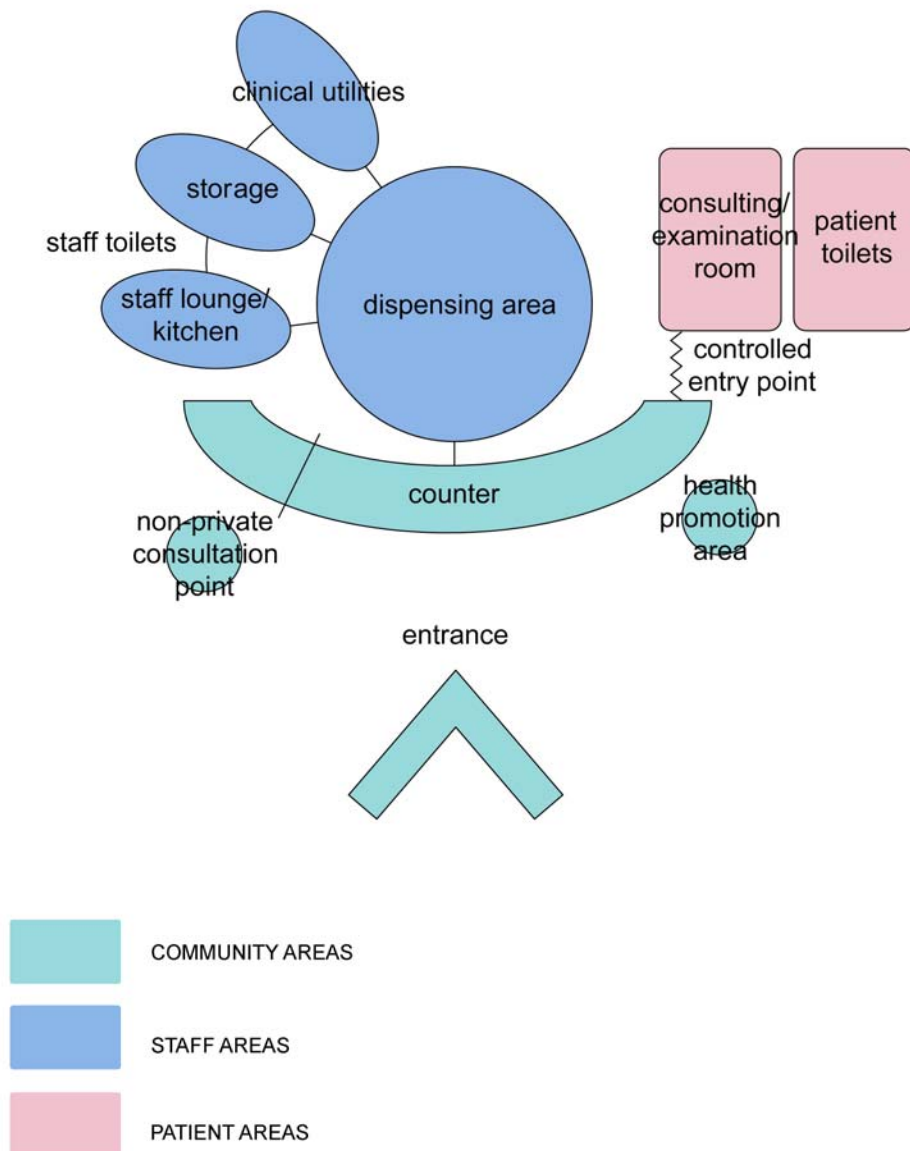 clinical utilities
storage
staff toilets
staff lounge/
kitchen
dispensing area
consulting/
examination
room
patient
toilets
controlled
entry point
counter
non-private
consultation
point
health
promotion
area
entrance
COMMUNITY AREAS
STAFF AREAS
PATIENT AREAS